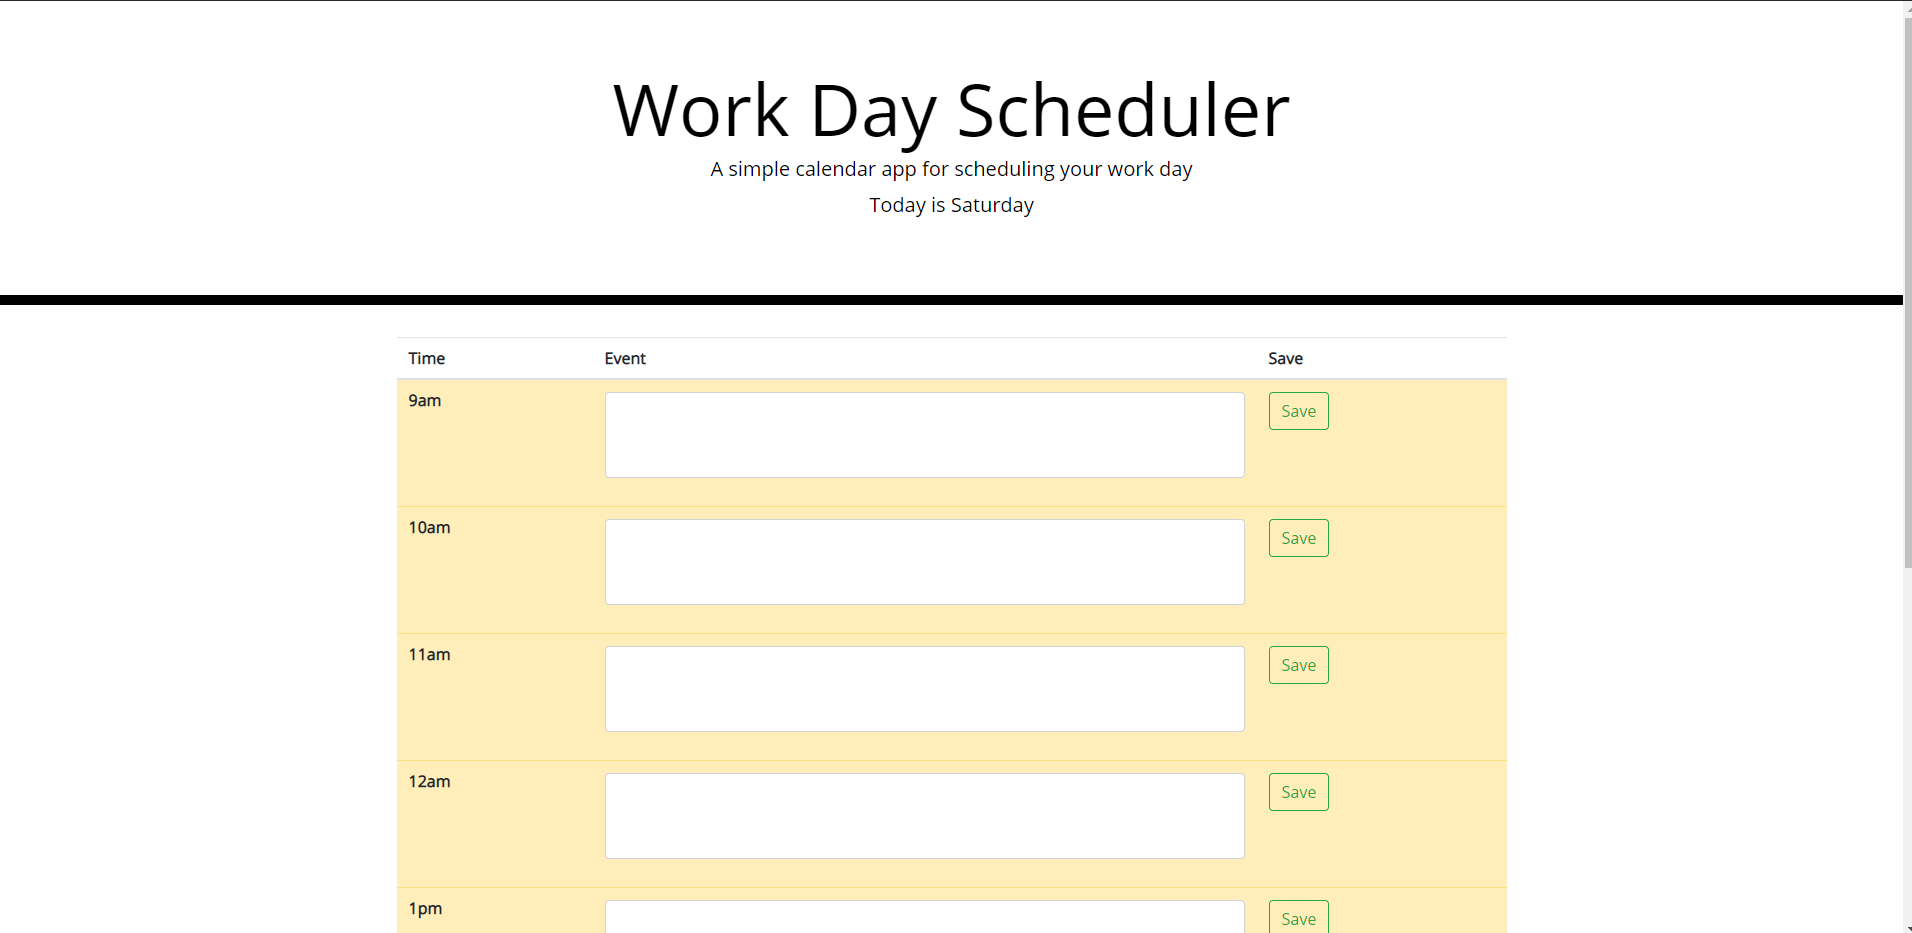 Work Day Scheduler
A simple calendar app for scheduling your work day
Today is Saturday
Time Event Save
9am Save
10am Save
11am Save
12am Save
1pm Save